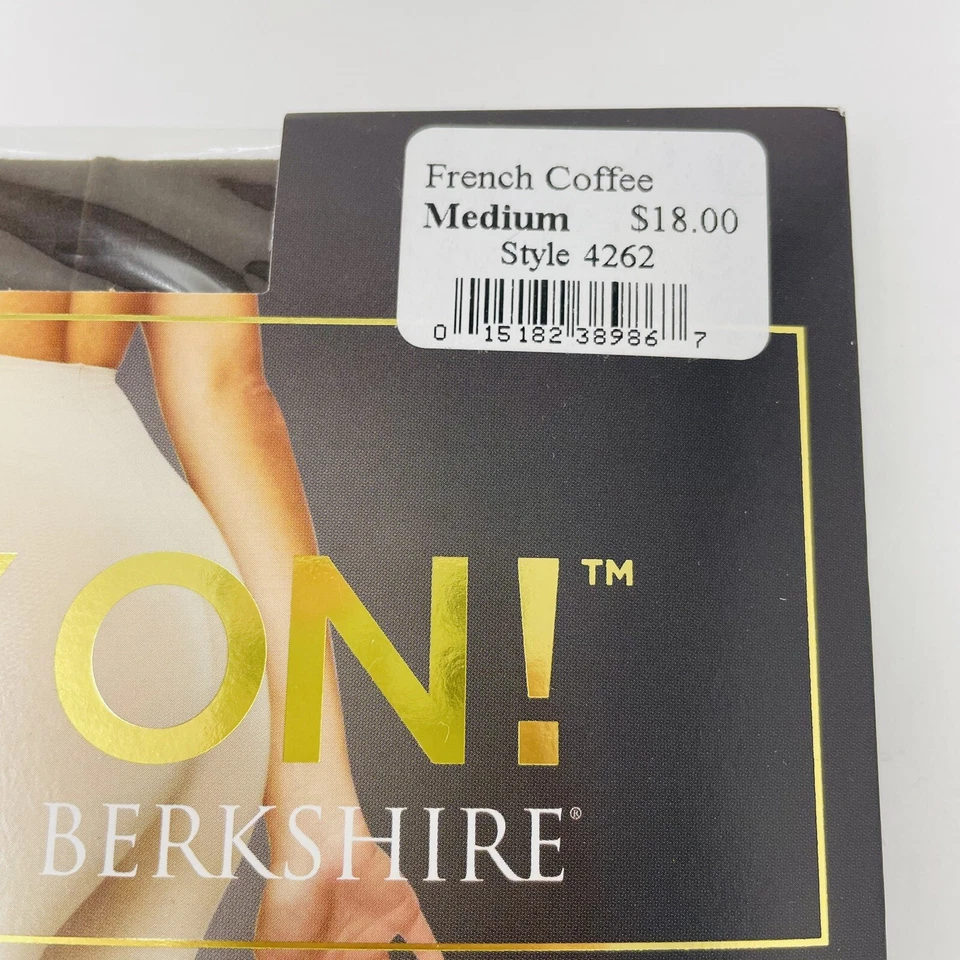 French Coffee
Medium $18.00
Style 4262
0 15182 38986 7
ON!™
BERKSHIRE®